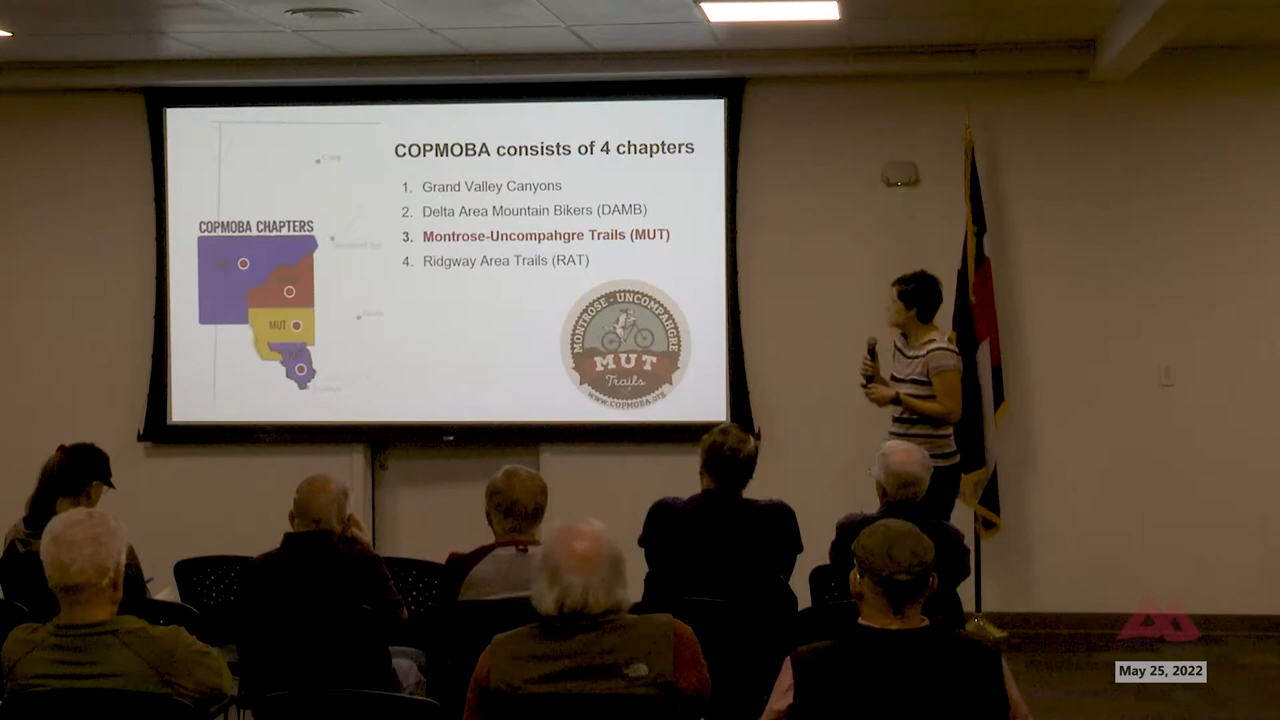 COPMOBA consists of 4 chapters
1. Grand Valley Canyons
2. Delta Area Mountain Bikers (DAMB)
3. Montrose-Uncompahgre Trails (MUT)
4. Ridgway Area Trails (RAT)
COPMOBA CHAPTERS
MUT
MONTROSE - UNCOMPAHGRE
MUT
Trails
WWW.COPMOBA.ORG
May 25, 2022